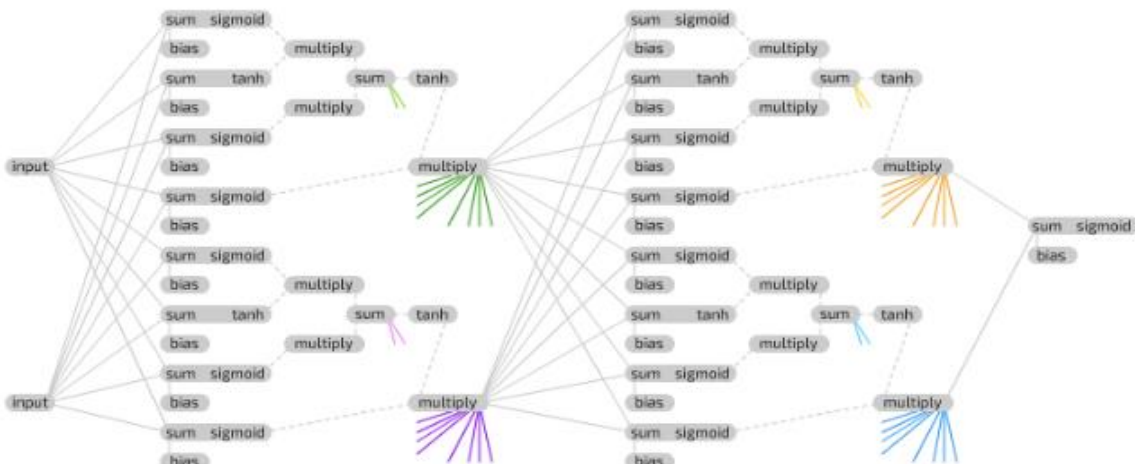 sum sigmoid sum sigmoid
bias multiply bias multiply
sum tanh sum tanh sum tanh sum tanh
bias multiply bias multiply
sum sigmoid sum sigmoid
input bias multiply bias multiply
sum sigmoid sum sigmoid
bias bias sum sigmoid
sum sigmoid sum sigmoid bias
bias multiply bias multiply
sum tanh sum tanh sum tanh sum tanh
bias multiply bias multiply
sum sigmoid sum sigmoid
input bias multiply bias multiply
sum sigmoid sum sigmoid
bias bias